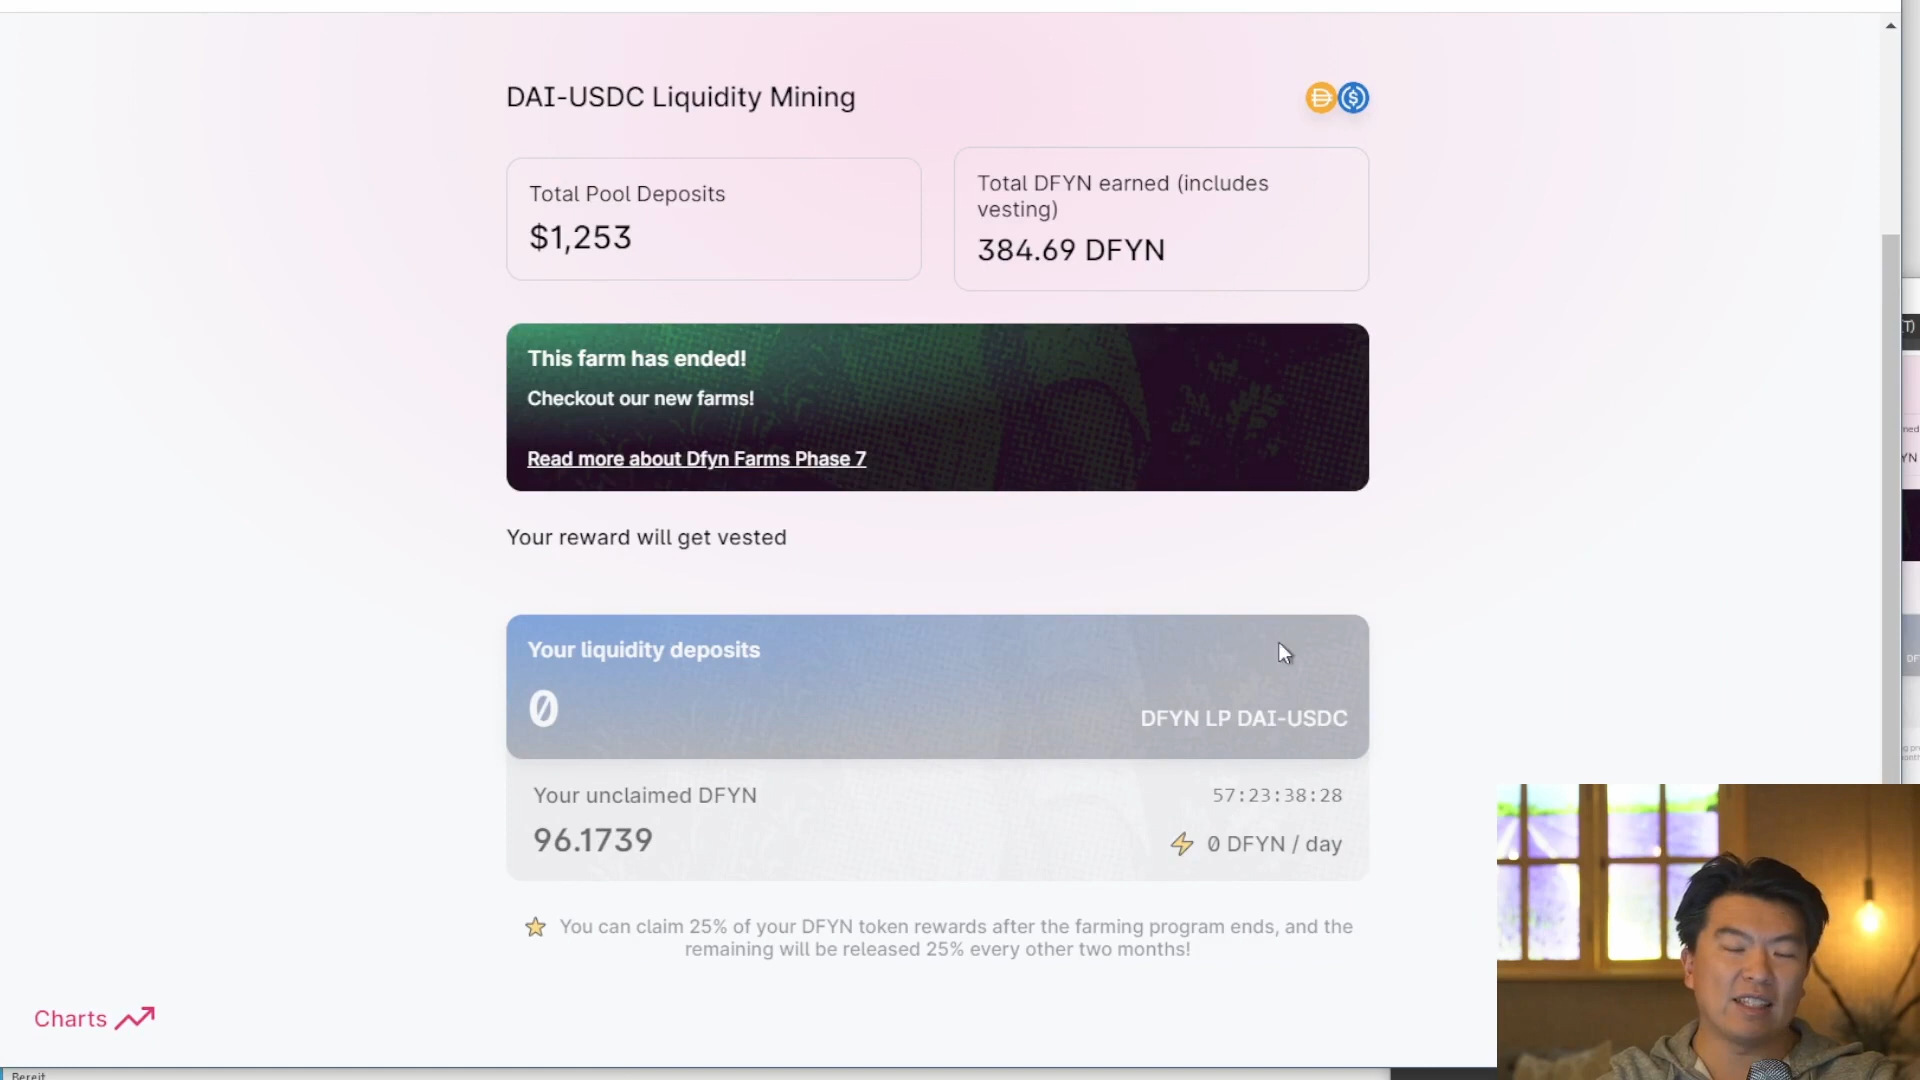 DAI-USDC Liquidity Mining
Total Pool Deposits
$1,253
Total DFYN earned (includes
vesting)
384.69 DFYN
This farm has ended!
Checkout our new farms!
Read more about Dfyn Farms Phase 7
Your reward will get vested
Your liquidity deposits
0
DFYN LP DAI-USDC
Your unclaimed DFYN
57:23:38:28
96.1739
0 DFYN / day
You can claim 25% of your DFYN token rewards after the farming program ends, and the
remaining will be released 25% every other two months!
Charts
Bereit